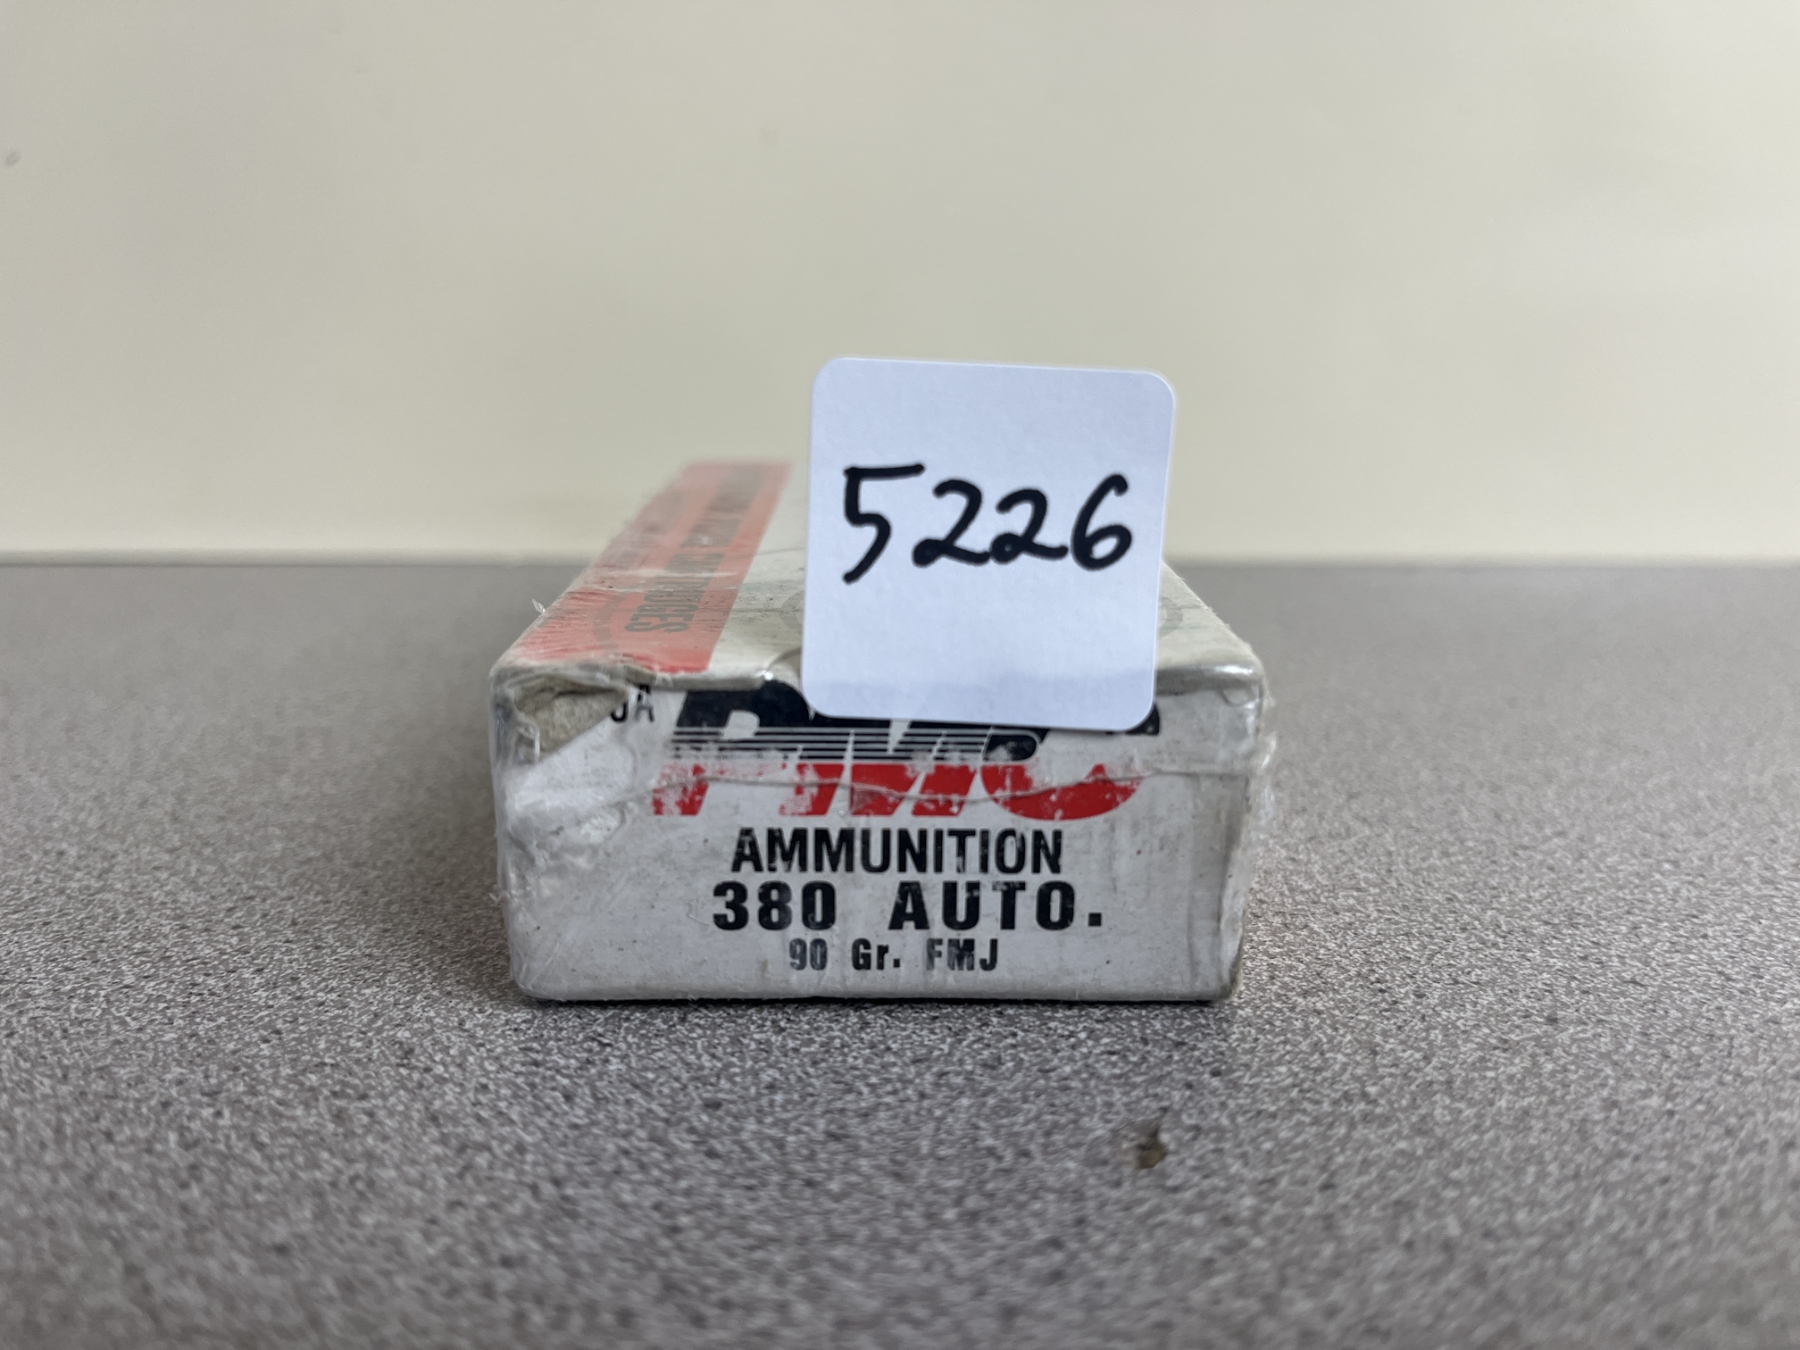 5226
PMC
AMMUNITION
380 AUTO.
90 Gr. FMJ